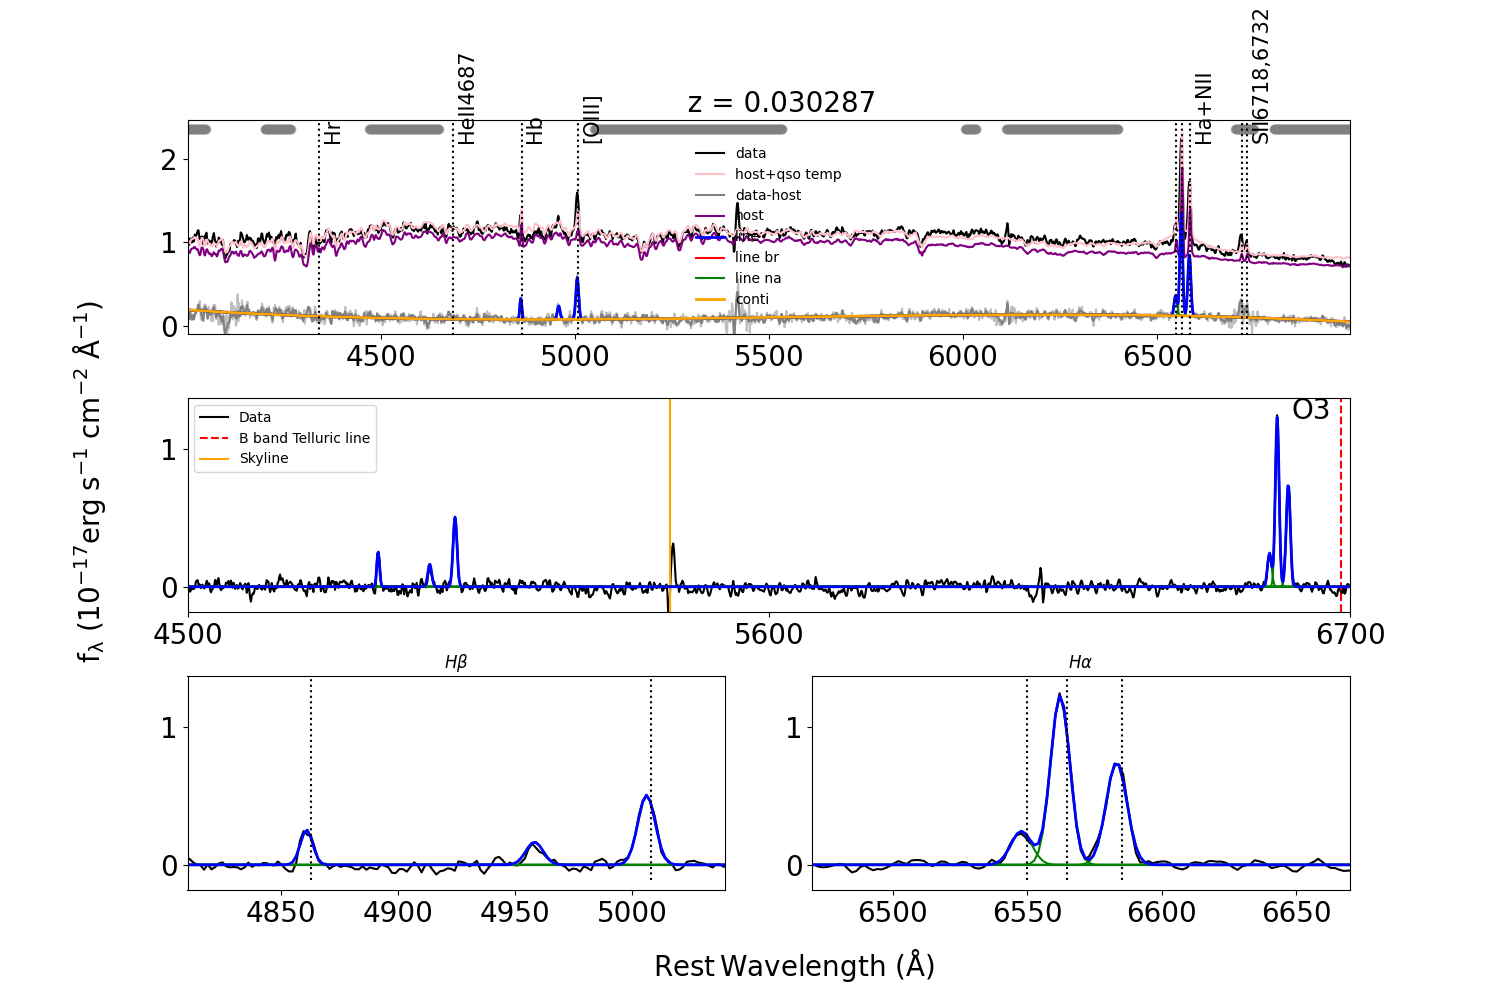 z = 0.030287
Hr
HeII4687
Hb
[OIII]
Ha+NII
SII6718,6732
data
host+qso temp
data-host
host
line br
line na
conti
2
1
0
4500
5000
5500
6000
6500
f_λ (10^{-17}erg s^{-1} cm^{-2} Å^{-1})
Data
B band Telluric line
Skyline
O3
1
0
4500
5600
6700
Hβ
1
0
4850
4900
4950
5000
Hα
1
0
6500
6550
6600
6650
Rest Wavelength (Å)